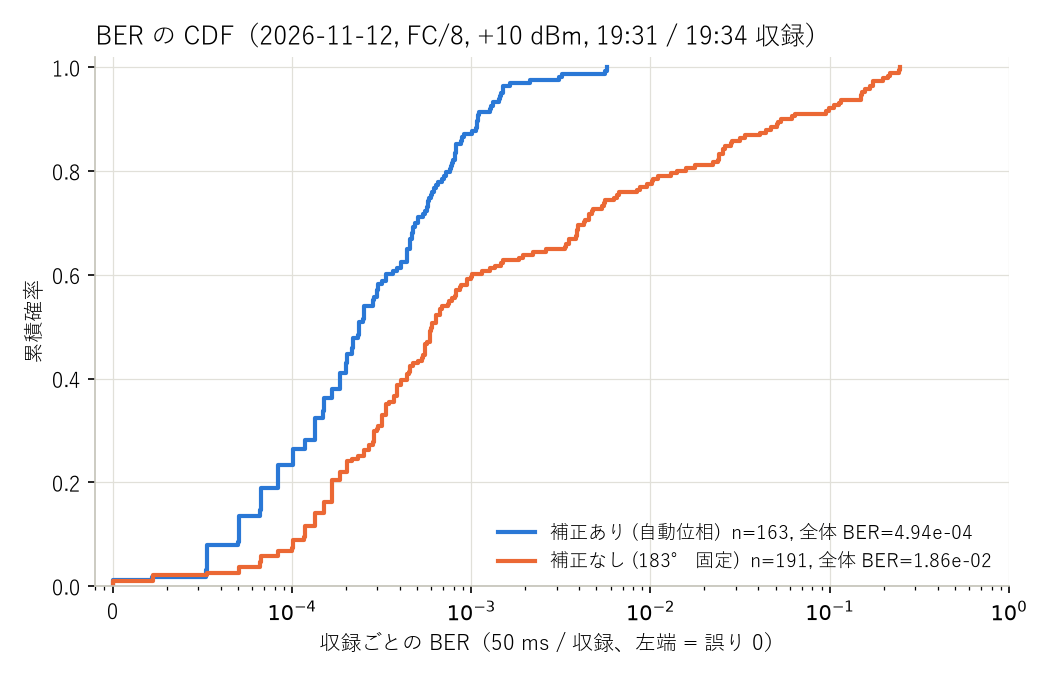 BER の CDF（2026-11-12, FC/8, +10 dBm, 19:31 / 19:34 収録）
累積確率
1.0
0.8
0.6
0.4
0.2
0.0
補正あり (自動位相) n=163, 全体 BER=4.94e-04
補正なし (183° 固定) n=191, 全体 BER=1.86e-02
0 10⁻⁴ 10⁻³ 10⁻² 10⁻¹ 10⁰
収録ごとの BER（50 ms / 収録、左端 = 誤り 0）